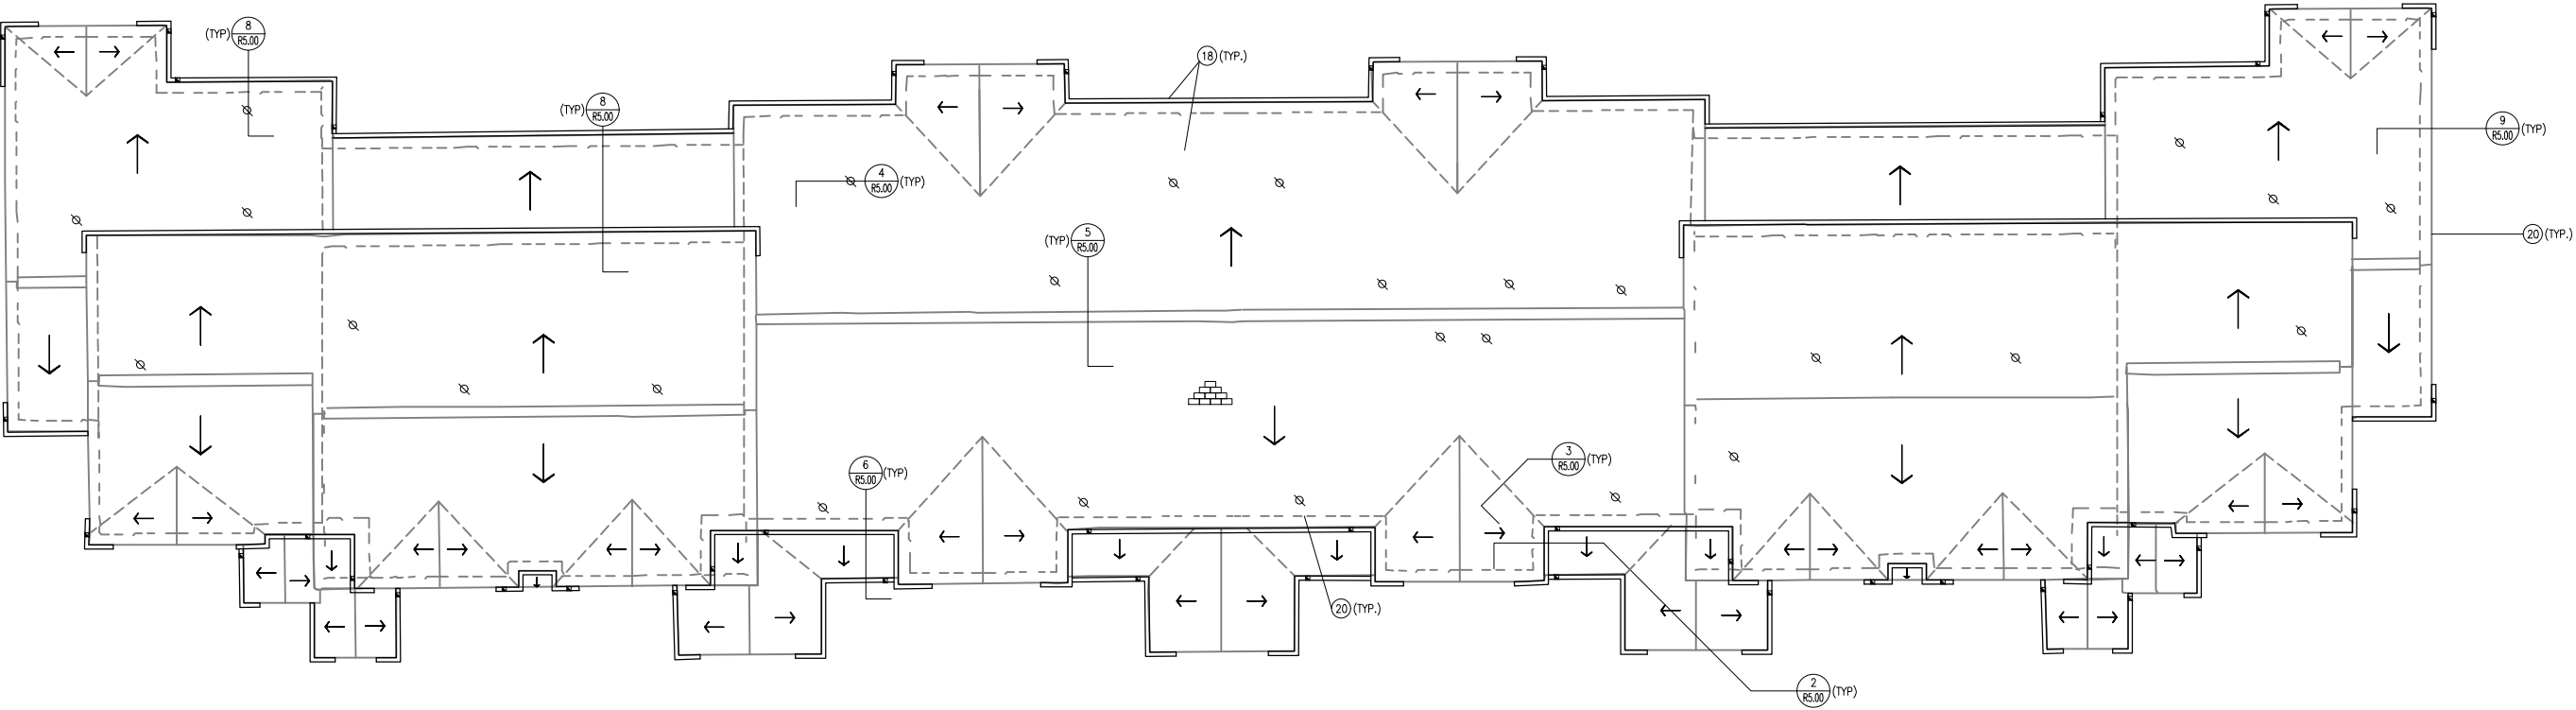 (TYP) 8
R5.00
18 (TYP.)
(TYP) 8
R5.00
9 (TYP)
R5.00
4 (TYP)
R5.00
(TYP) 5
R5.00
20 (TYP.)
3 (TYP)
R5.00
6 (TYP)
R5.00
20 (TYP.)
2 (TYP)
R5.00